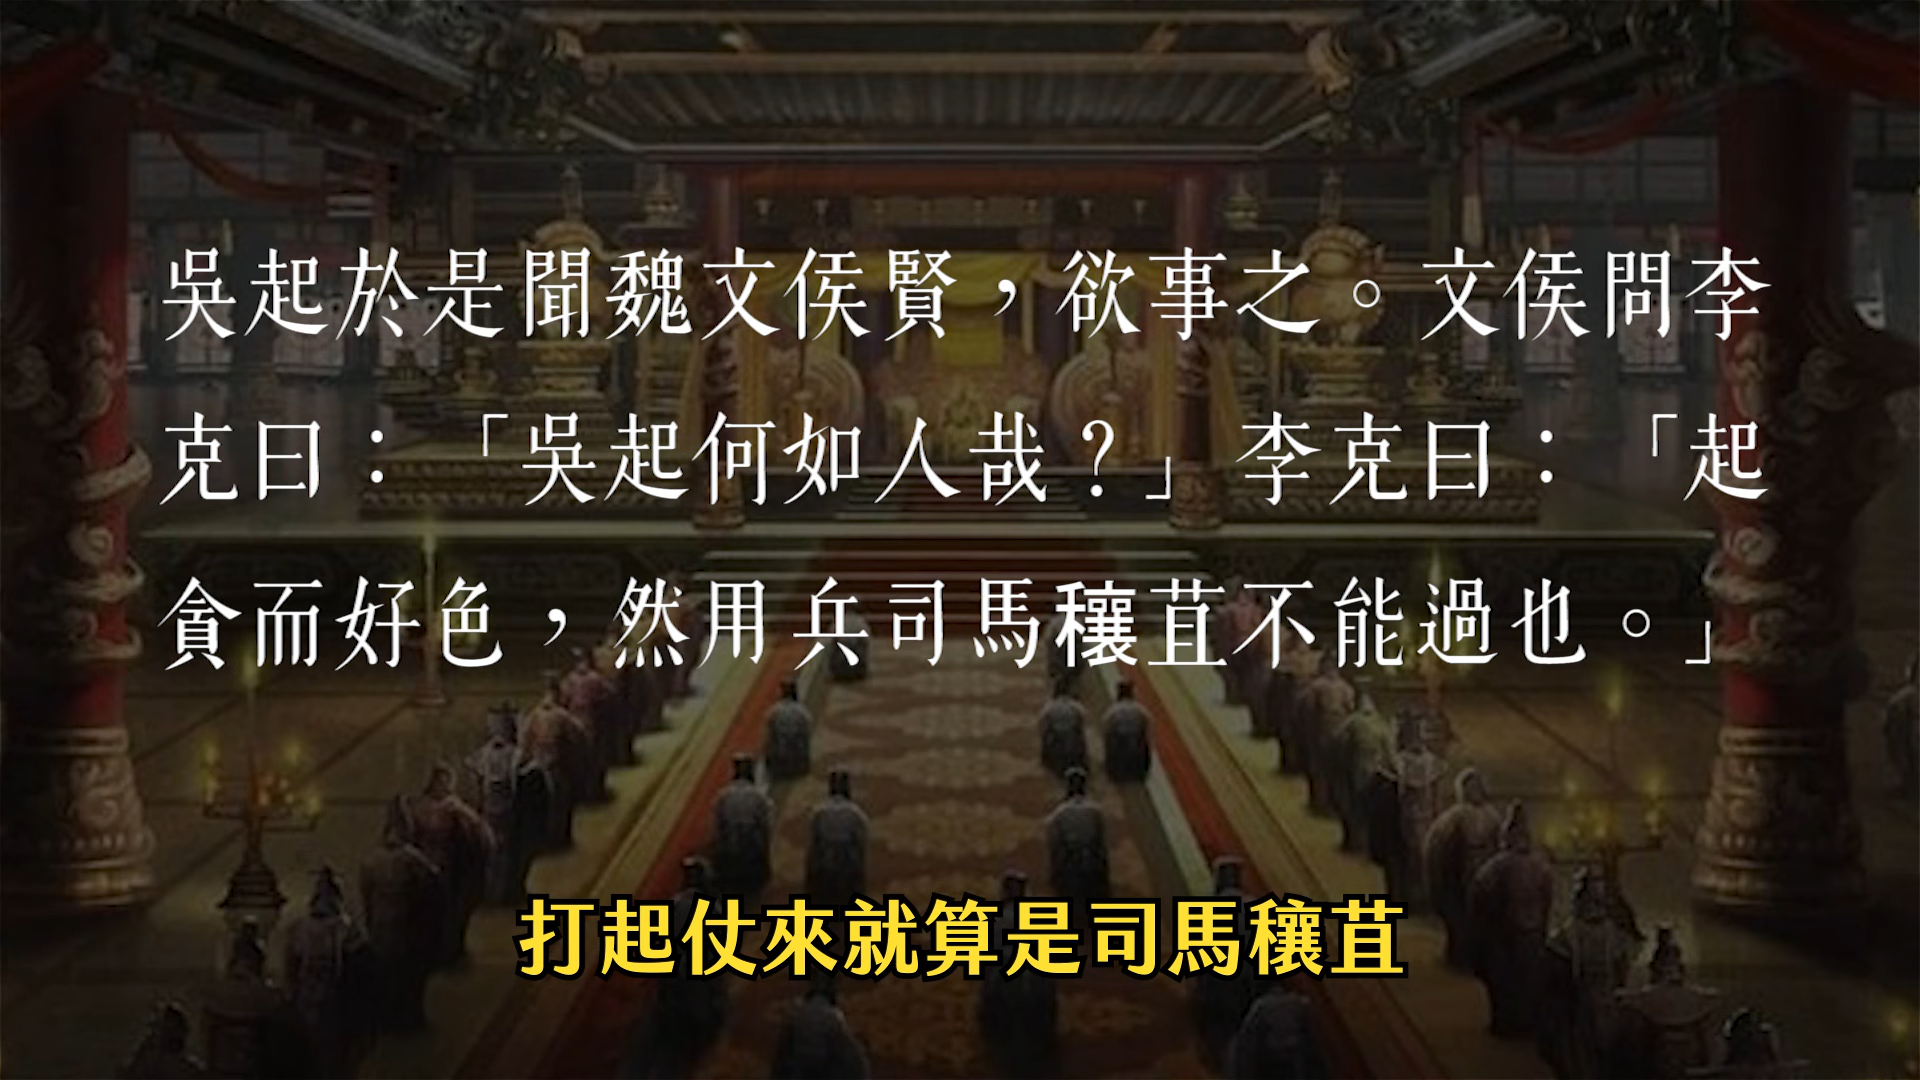 吳起於是聞魏文侯賢，欲事之。文侯問李
克曰：「吳起何如人哉？」李克曰：「起
貪而好色，然用兵司馬穰苴不能過也。」
打起仗來就算是司馬穰苴